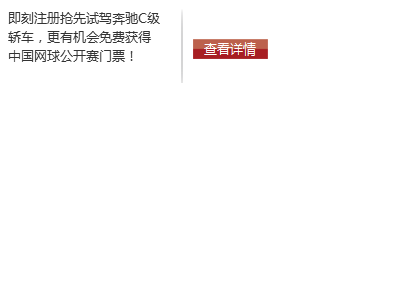 即刻注册抢先试驾奔驰C级
轿车，更有机会免费获得
中国网球公开赛门票！
查看详情